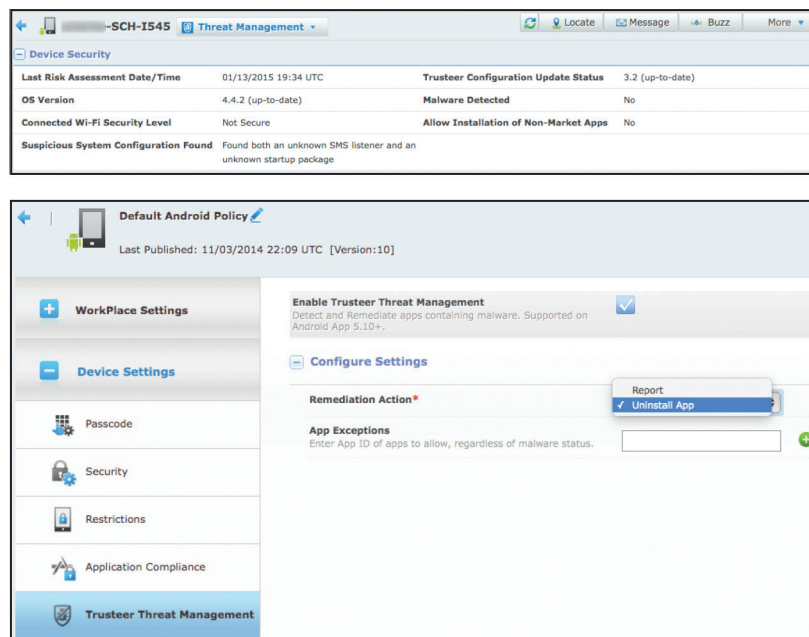 -SCH-I545 Threat Management Locate Message Buzz More
Device Security
Last Risk Assessment Date/Time 01/13/2015 19:34 UTC Trusteer Configuration Update Status 3.2 (up-to-date)
OS Version 4.4.2 (up-to-date) Malware Detected No
Connected Wi-Fi Security Level Not Secure Allow Installation of Non-Market Apps No
Suspicious System Configuration Found Found both an unknown SMS listener and an
unknown startup package
Default Android Policy
Last Published: 11/03/2014 22:09 UTC [Version:10]
WorkPlace Settings
Device Settings
Passcode
Security
Restrictions
Application Compliance
Trusteer Threat Management
Enable Trusteer Threat Management
Detect and Remediate apps containing malware. Supported on
Android App 5.10+.
Configure Settings
Remediation Action*
Report
✓ Uninstall App
App Exceptions
Enter App ID of apps to allow, regardless of malware status.